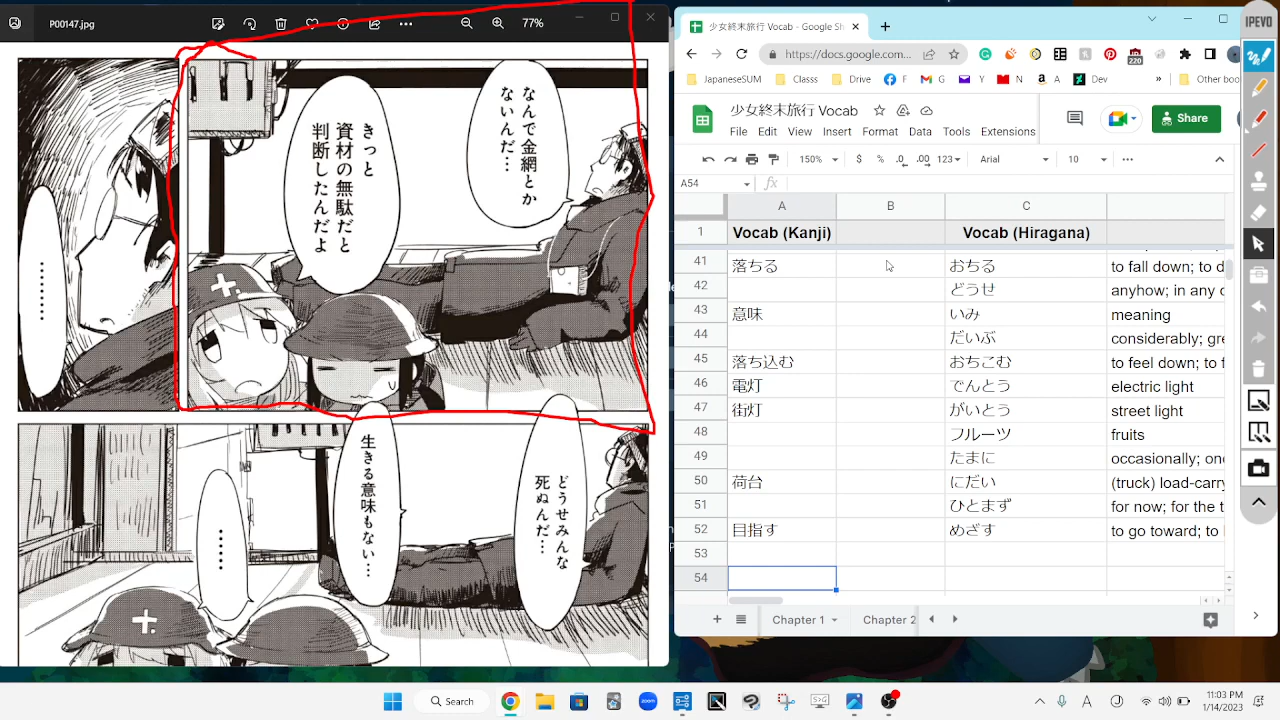 P00147.jpg
77%
なんで金網とか
ないんだ…
きっと
資材の無駄だと
判断したんだよ
…………
どうせみんな
死ぬんだ…
生きる意味もない…
……
少女終末旅行 Vocab - Google Sh
https://docs.google.com/
220
JapaneseSUM
Classs
Drive
F
G
Y
N
A
Dev
»
Other boo
少女終末旅行 Vocab
File Edit View Insert Format Data Tools Extensions
Share
150% $ % .0 .00 123 Arial 10
A54
fx
A B C
1 Vocab (Kanji) Vocab (Hiragana)
41 落ちる おちる to fall down; to d
42 どうせ anyhow; in any c
43 意味 いみ meaning
44 だいぶ considerably; gre
45 落ち込む おちこむ to feel down; to f
46 電灯 でんとう electric light
47 街灯 がいとう street light
48 フルーツ fruits
49 たまに occasionally; onc
50 荷台 にだい (truck) load-carry
51 ひとまず for now; for the t
52 目指す めざす to go toward; to
53
54
Chapter 1
Chapter 2
IPEVO
Search
zoom
A
11:03 PM